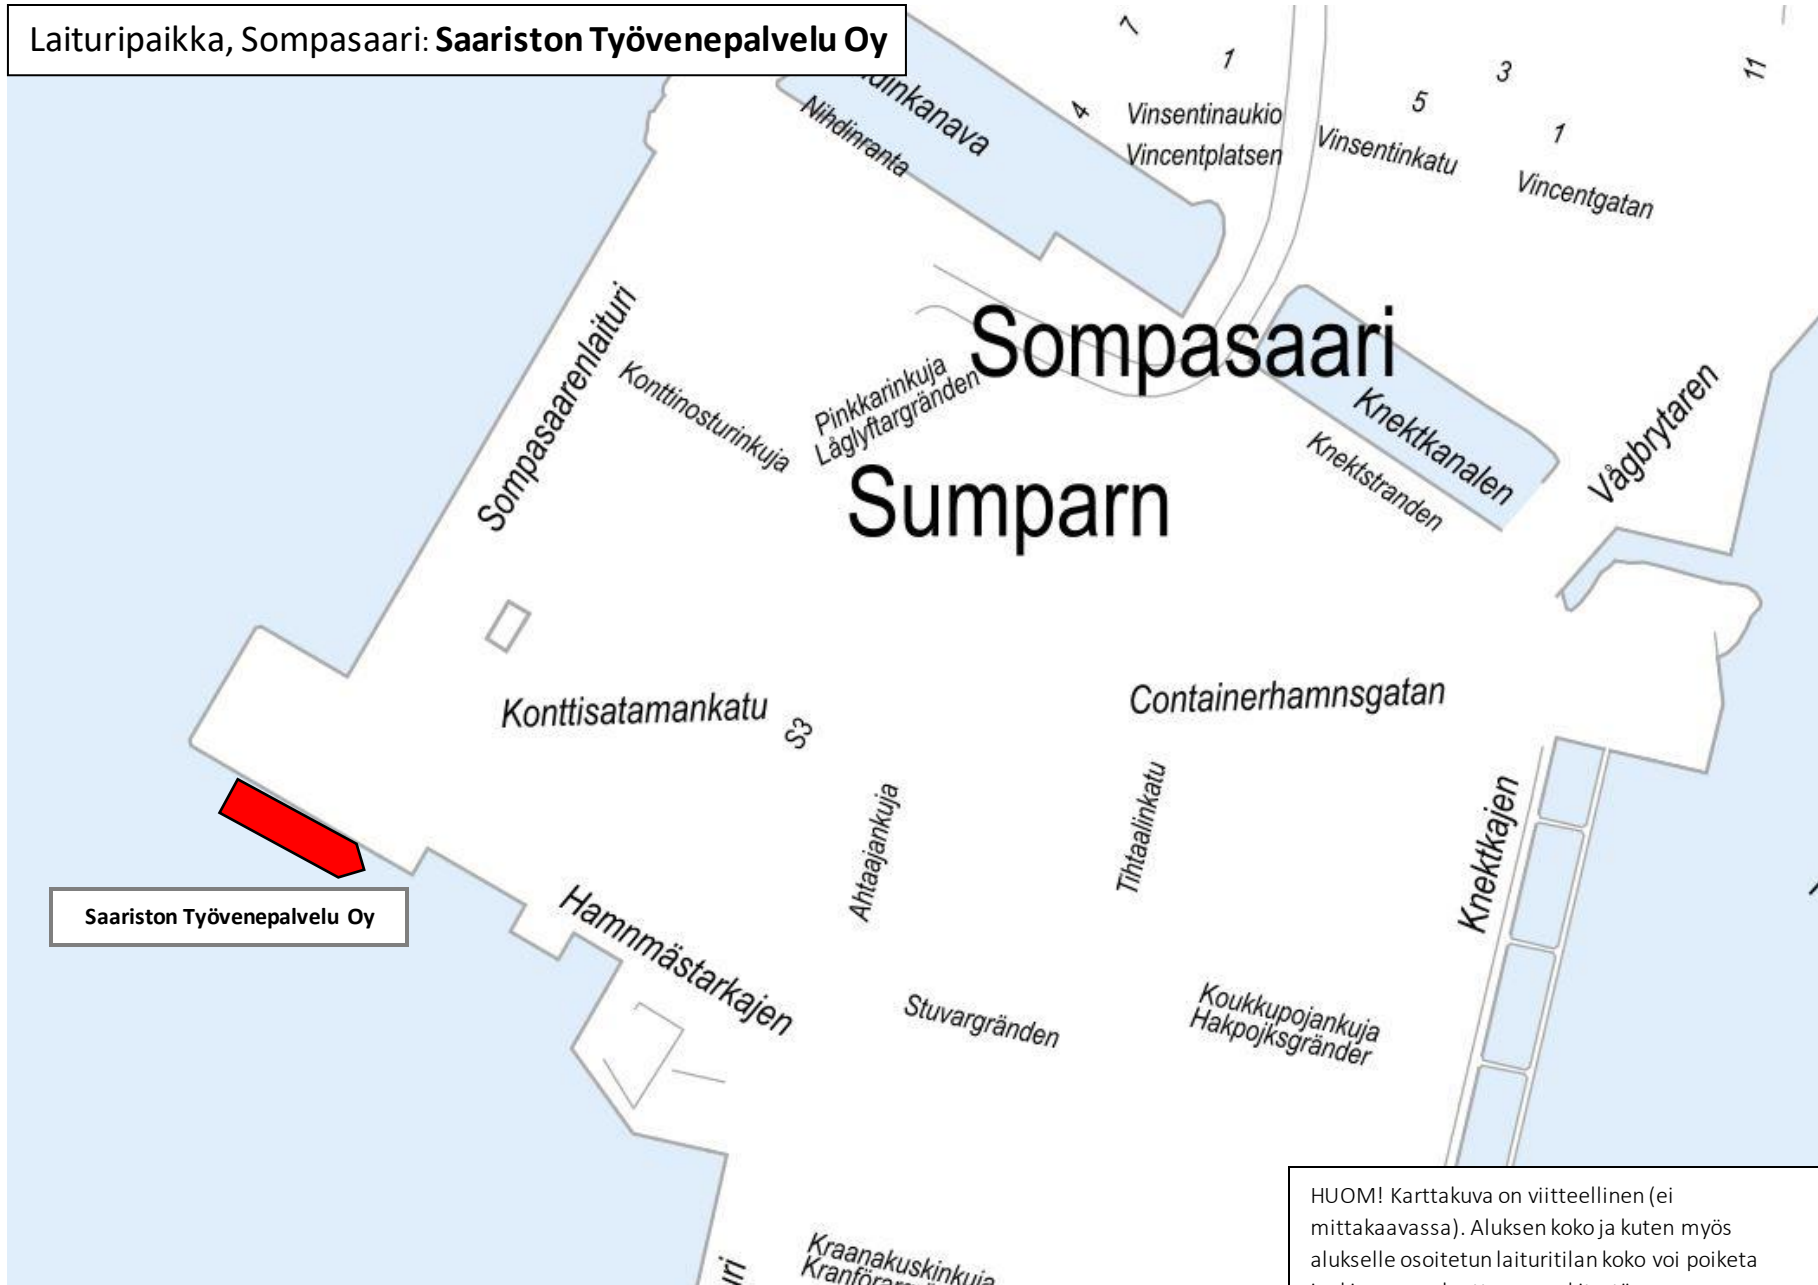 Laituripaikka, Sompasaari: Saariston Työvenepalvelu Oy
7
1
3
11
5
4
1
Vinsentinaukio
Vincentplatsen
Vinsentinkatu
Vincentgatan
Nihdinranta
Sompasaarenlaituri
Konttinosturinkuja
Pinkkarinkuja
Låglyftargränden
Sompasaari
Sumparn
Knektkanalen
Knektstranden
Vågbrytaren
Konttisatamankatu
S3
Containerhamnsgatan
Ahtaajankuja
Tihtaalinkatu
Knektkajen
Saariston Työvenepalvelu Oy
Hamnmästarkajen
Stuvargränden
Koukkupojankuja
Hakpojksgränder
Kraanakuskinkuja
HUOM! Karttakuva on viitteellinen (ei
mittakaavassa). Aluksen koko ja kuten myös
alukselle osoitetun laituritilan koko voi poiketa